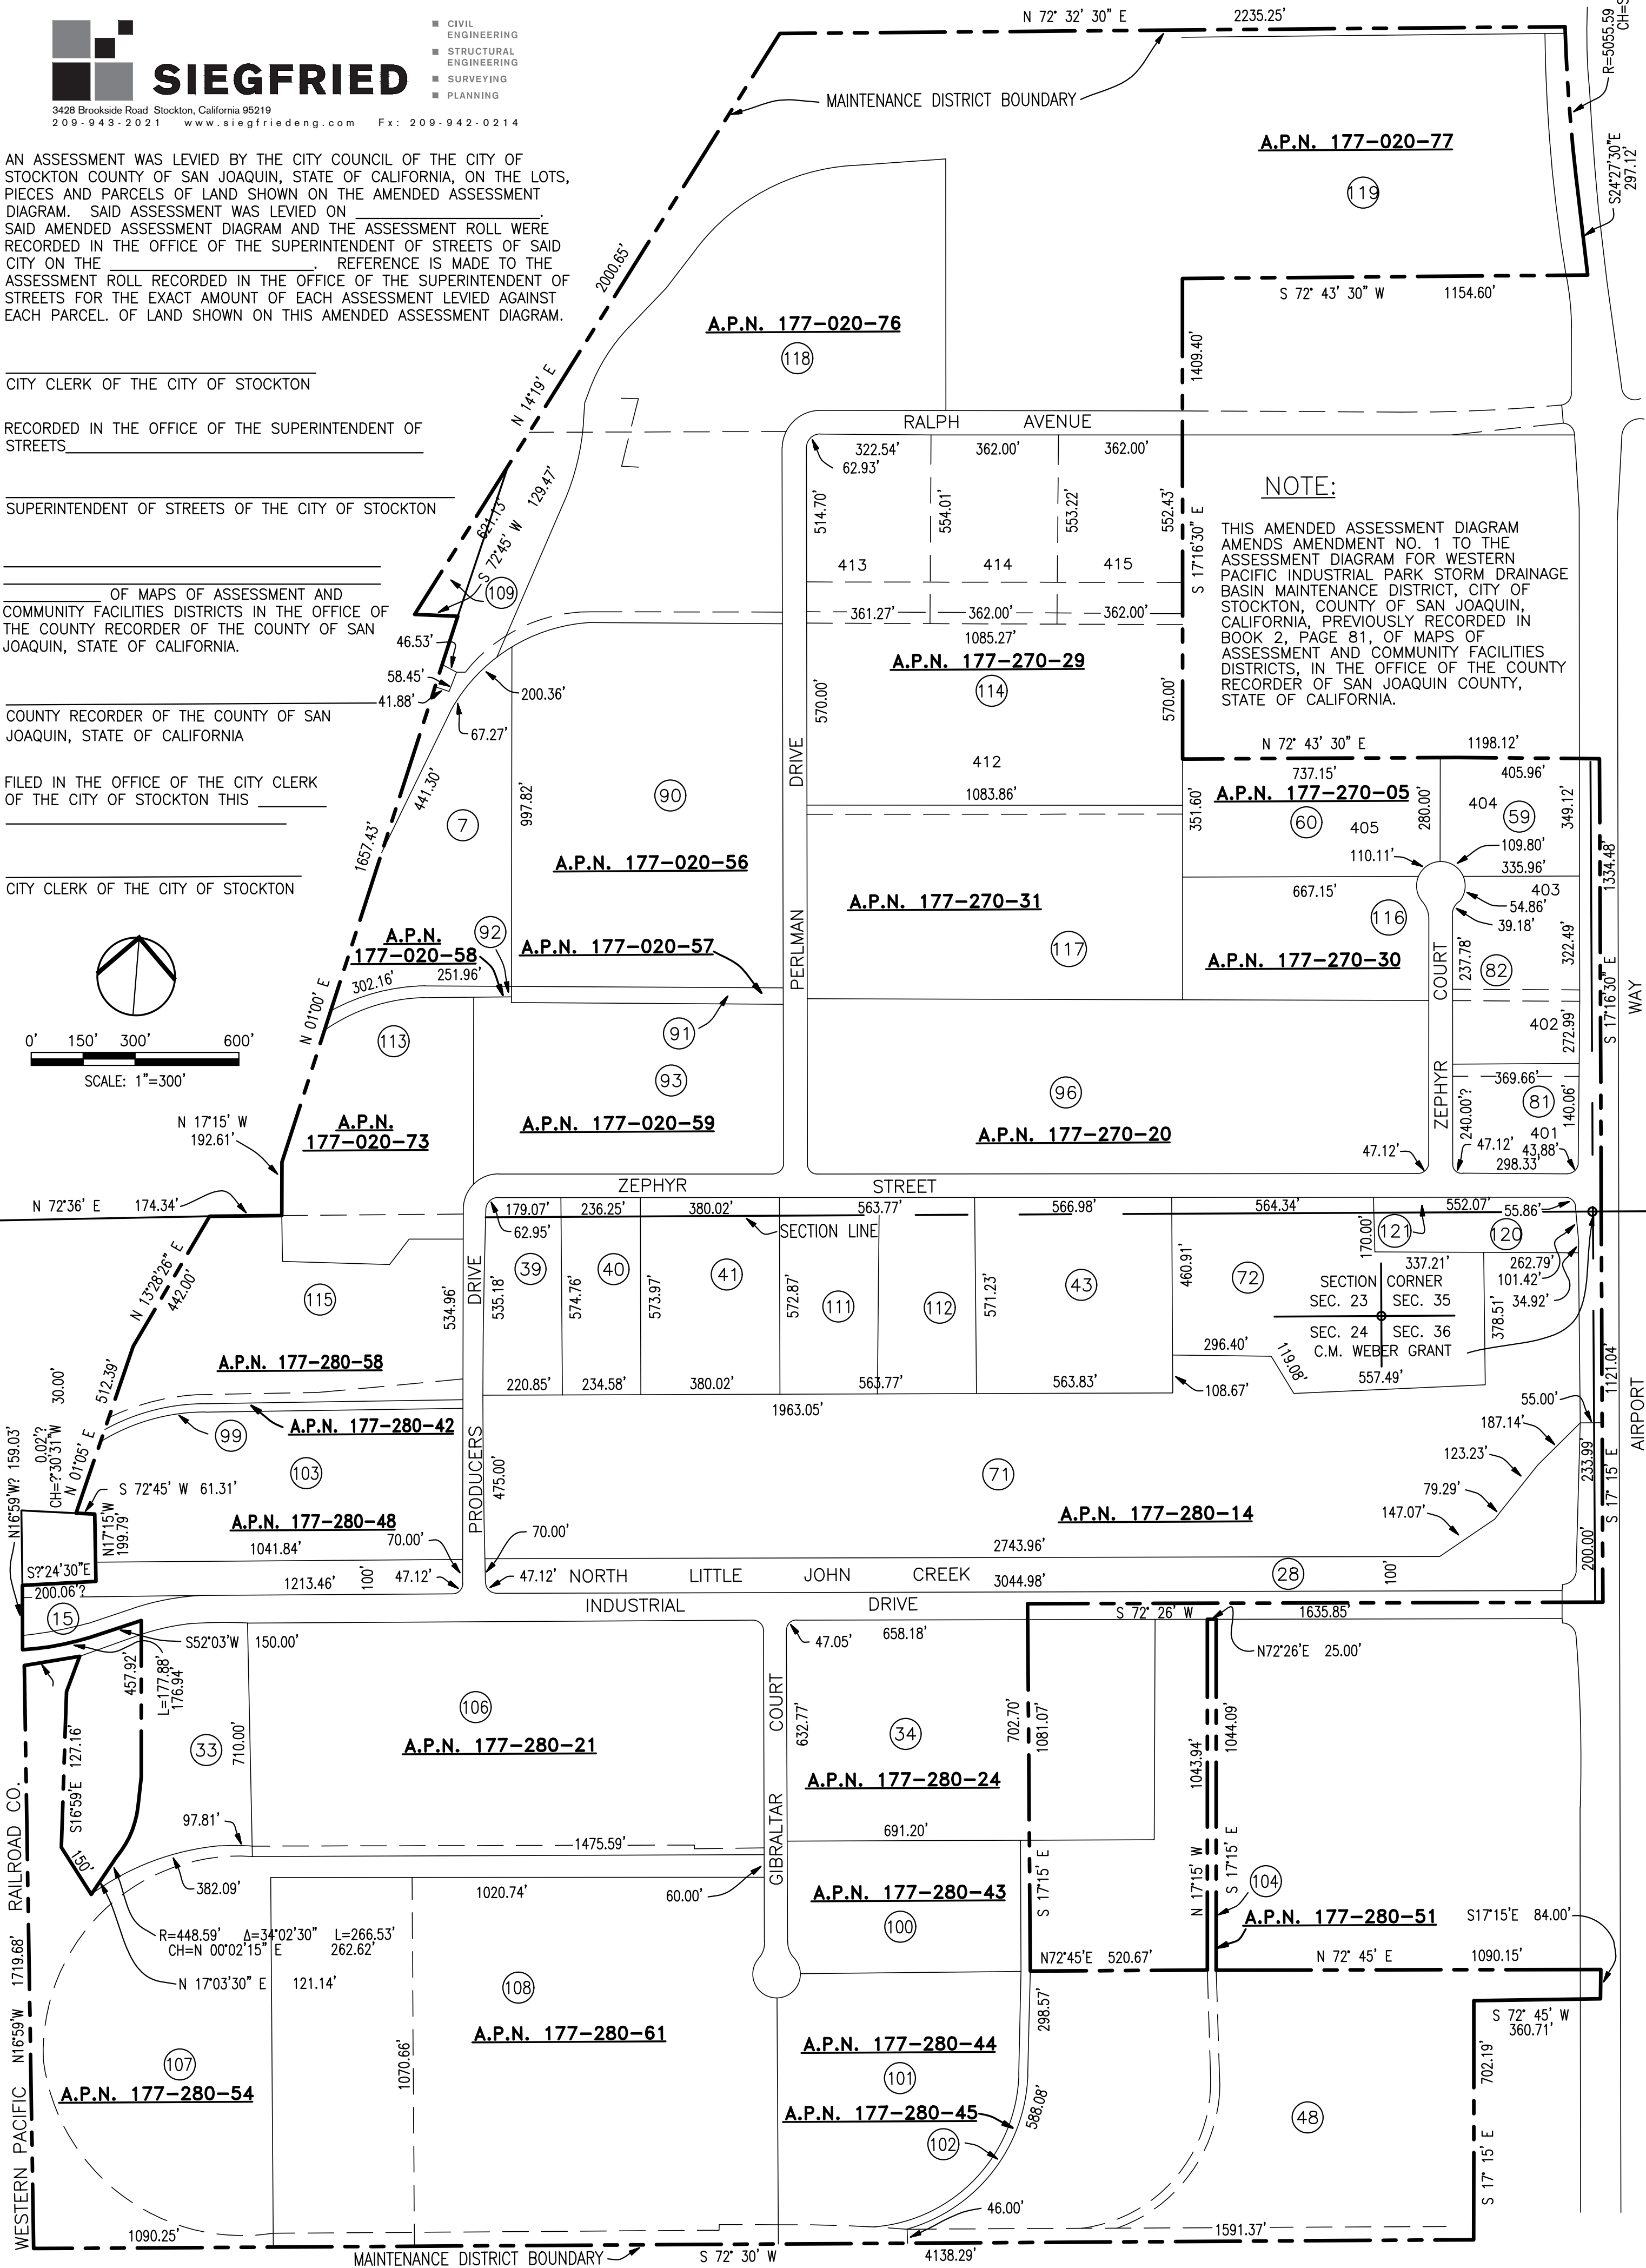 CIVIL
ENGINEERING
STRUCTURAL
ENGINEERING
SURVEYING
PLANNING
SIEGFRIED
3428 Brookside Road Stockton, California 95219
209-943-2021 www.siegfriedeng.com Fx: 209-942-0214
AN ASSESSMENT WAS LEVIED BY THE CITY COUNCIL OF THE CITY OF
STOCKTON COUNTY OF SAN JOAQUIN, STATE OF CALIFORNIA, ON THE LOTS,
PIECES AND PARCELS OF LAND SHOWN ON THE AMENDED ASSESSMENT
DIAGRAM. SAID ASSESSMENT WAS LEVIED ON ____________.
SAID AMENDED ASSESSMENT DIAGRAM AND THE ASSESSMENT ROLL WERE
RECORDED IN THE OFFICE OF THE SUPERINTENDENT OF STREETS OF SAID
CITY ON THE ____________. REFERENCE IS MADE TO THE
ASSESSMENT ROLL RECORDED IN THE OFFICE OF THE SUPERINTENDENT OF
STREETS FOR THE EXACT AMOUNT OF EACH ASSESSMENT LEVIED AGAINST
EACH PARCEL. OF LAND SHOWN ON THIS AMENDED ASSESSMENT DIAGRAM.
CITY CLERK OF THE CITY OF STOCKTON
RECORDED IN THE OFFICE OF THE SUPERINTENDENT OF
STREETS____________
SUPERINTENDENT OF STREETS OF THE CITY OF STOCKTON
____________ OF MAPS OF ASSESSMENT AND
COMMUNITY FACILITIES DISTRICTS IN THE OFFICE OF
THE COUNTY RECORDER OF THE COUNTY OF SAN
JOAQUIN, STATE OF CALIFORNIA.
COUNTY RECORDER OF THE COUNTY OF SAN
JOAQUIN, STATE OF CALIFORNIA
FILED IN THE OFFICE OF THE CITY CLERK
OF THE CITY OF STOCKTON THIS ______
CITY CLERK OF THE CITY OF STOCKTON
0' 150' 300' 600'
SCALE: 1"=300'
N 72° 32' 30" E 2235.25'
MAINTENANCE DISTRICT BOUNDARY
R=5055.59
S24°27'30"E
297.12'
A.P.N. 177-020-77
119
S 72° 43' 30" W 1154.60'
1409.40'
2000.65'
N 14°19' E
A.P.N. 177-020-76
118
RALPH AVENUE
322.54' 362.00' 362.00'
62.93'
514.70' 554.01' 553.22' 552.43'
S 17°16'30" E
413 414 415
361.27' 362.00' 362.00'
1085.27'
A.P.N. 177-270-29
114
570.00' 570.00'
412
1083.86'
NOTE:
THIS AMENDED ASSESSMENT DIAGRAM
AMENDS AMENDMENT NO. 1 TO THE
ASSESSMENT DIAGRAM FOR WESTERN
PACIFIC INDUSTRIAL PARK STORM DRAINAGE
BASIN MAINTENANCE DISTRICT, CITY OF
STOCKTON, COUNTY OF SAN JOAQUIN,
CALIFORNIA, PREVIOUSLY RECORDED IN
BOOK 2, PAGE 81, OF MAPS OF
ASSESSMENT AND COMMUNITY FACILITIES
DISTRICTS, IN THE OFFICE OF THE COUNTY
RECORDER OF SAN JOAQUIN COUNTY,
STATE OF CALIFORNIA.
621.13'
S 72°45' W 129.47'
109
46.53'
58.45'
41.88'
200.36'
67.27'
441.30'
1657.43'
7
997.82'
90
A.P.N. 177-020-56
PERLMAN DRIVE
N 72° 43' 30" E 1198.12'
737.15' 405.96'
A.P.N. 177-270-05
60
405
351.60' 280.00'
404
59
349.12'
110.11'
109.80'
335.96'
403
54.86'
39.18'
1334.48'
S 17°16'30" E
667.15'
116
A.P.N. 177-270-30
A.P.N. 177-270-31
117
237.78'
82
322.49'
402
272.99'
369.66'
81
140.06'
401
240.00'?
47.12'
47.12'
43.88'
298.33'
ZEPHYR COURT
AIRPORT WAY
92
A.P.N.
177-020-58
A.P.N. 177-020-57
302.16' 251.96'
91
N 01°00' E
113
A.P.N.
177-020-73
93
A.P.N. 177-020-59
96
A.P.N. 177-270-20
N 17°15' W
192.61'
N 72°36' E 174.34'
ZEPHYR STREET
179.07' 236.25' 380.02' 563.77' 566.98' 564.34' 552.07' 55.86'
62.95'
SECTION LINE
39 40 41 111 112 43 72 121 120
535.18' 574.76' 573.97' 572.87' 571.23' 460.91' 170.00'
337.21' 262.79'
101.42'
34.92'
SECTION CORNER
SEC. 23 SEC. 35
SEC. 24 SEC. 36
C.M. WEBER GRANT
378.51'
296.40'
119.08'
557.49'
108.67'
220.85' 234.58' 380.02' 563.77' 563.83'
1963.05'
N 13°28'26" E
442.00'
115
534.96'
A.P.N. 177-280-58
512.39'
N 01°05' E
99
A.P.N. 177-280-42
103
A.P.N. 177-280-48
PRODUCERS DRIVE
475.00'
71
A.P.N. 177-280-14
55.00'
187.14'
123.23'
79.29'
147.07'
233.99'
200.00'
1121.04'
S 17° 15' E
N16°59'W? 159.03'
0.02'?
CH=?°30'31"W 30.00'
S 72°45' W 61.31'
N17°15'W
199.79'
S?°24'30"E
200.06'?
15
1041.84'
70.00'
70.00'
1213.46'
100'
47.12'
47.12'
NORTH LITTLE JOHN CREEK
2743.96'
3044.98'
28
100'
INDUSTRIAL DRIVE
S 72° 26' W 1635.85'
N72°26'E 25.00'
S52°03'W 150.00'
457.92'
L=177.88'
176.94'
33
710.00'
S16°59'E 127.16'
150'
97.81'
382.09'
106
A.P.N. 177-280-21
1475.59'
47.05'
658.18'
632.77'
GIBRALTAR COURT
34
A.P.N. 177-280-24
702.70'
1081.07'
691.20'
S 17°15' E
1043.94'
1044.09'
N 17°15' W
S 17°15' E
104
A.P.N. 177-280-51
S17°15'E 84.00'
N72°45'E 520.67'
N 72° 45' E 1090.15'
S 72° 45' W
360.71'
702.19'
S 17° 15' E
1020.74'
60.00'
A.P.N. 177-280-43
100
R=448.59' Δ=34°02'30" L=266.53'
CH=N 00°02'15" E 262.62'
N 17°03'30" E 121.14'
108
A.P.N. 177-280-61
1070.66'
107
A.P.N. 177-280-54
A.P.N. 177-280-44
101
A.P.N. 177-280-45
102
298.57'
588.08'
48
46.00'
1591.37'
1090.25'
WESTERN PACIFIC RAILROAD CO.
N16°59'W 1719.68'
MAINTENANCE DISTRICT BOUNDARY
S 72° 30' W 4138.29'